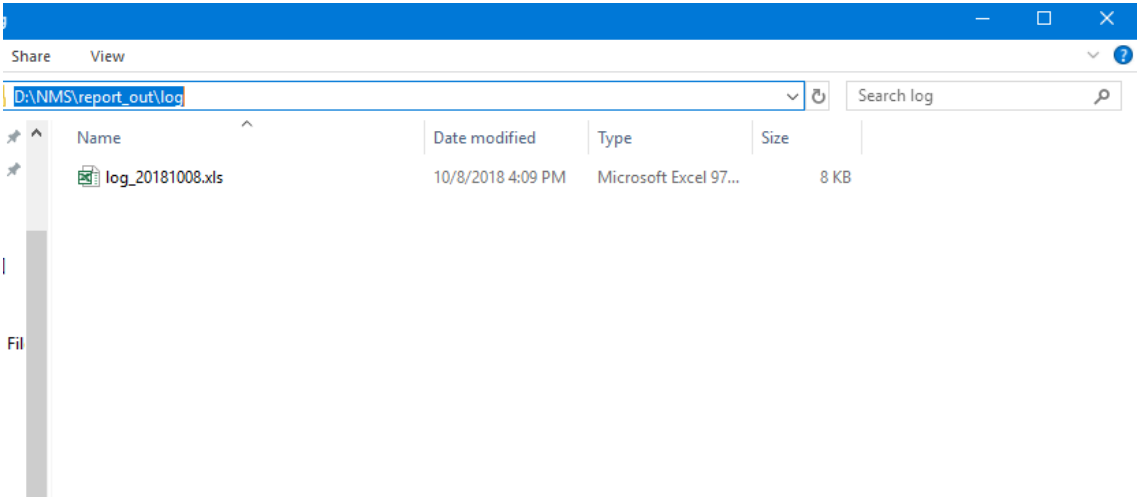 Share View ?
D:\NMS\report_out\log Search log
Name Date modified Type Size
log_20181008.xls 10/8/2018 4:09 PM Microsoft Excel 97... 8 KB
Fil